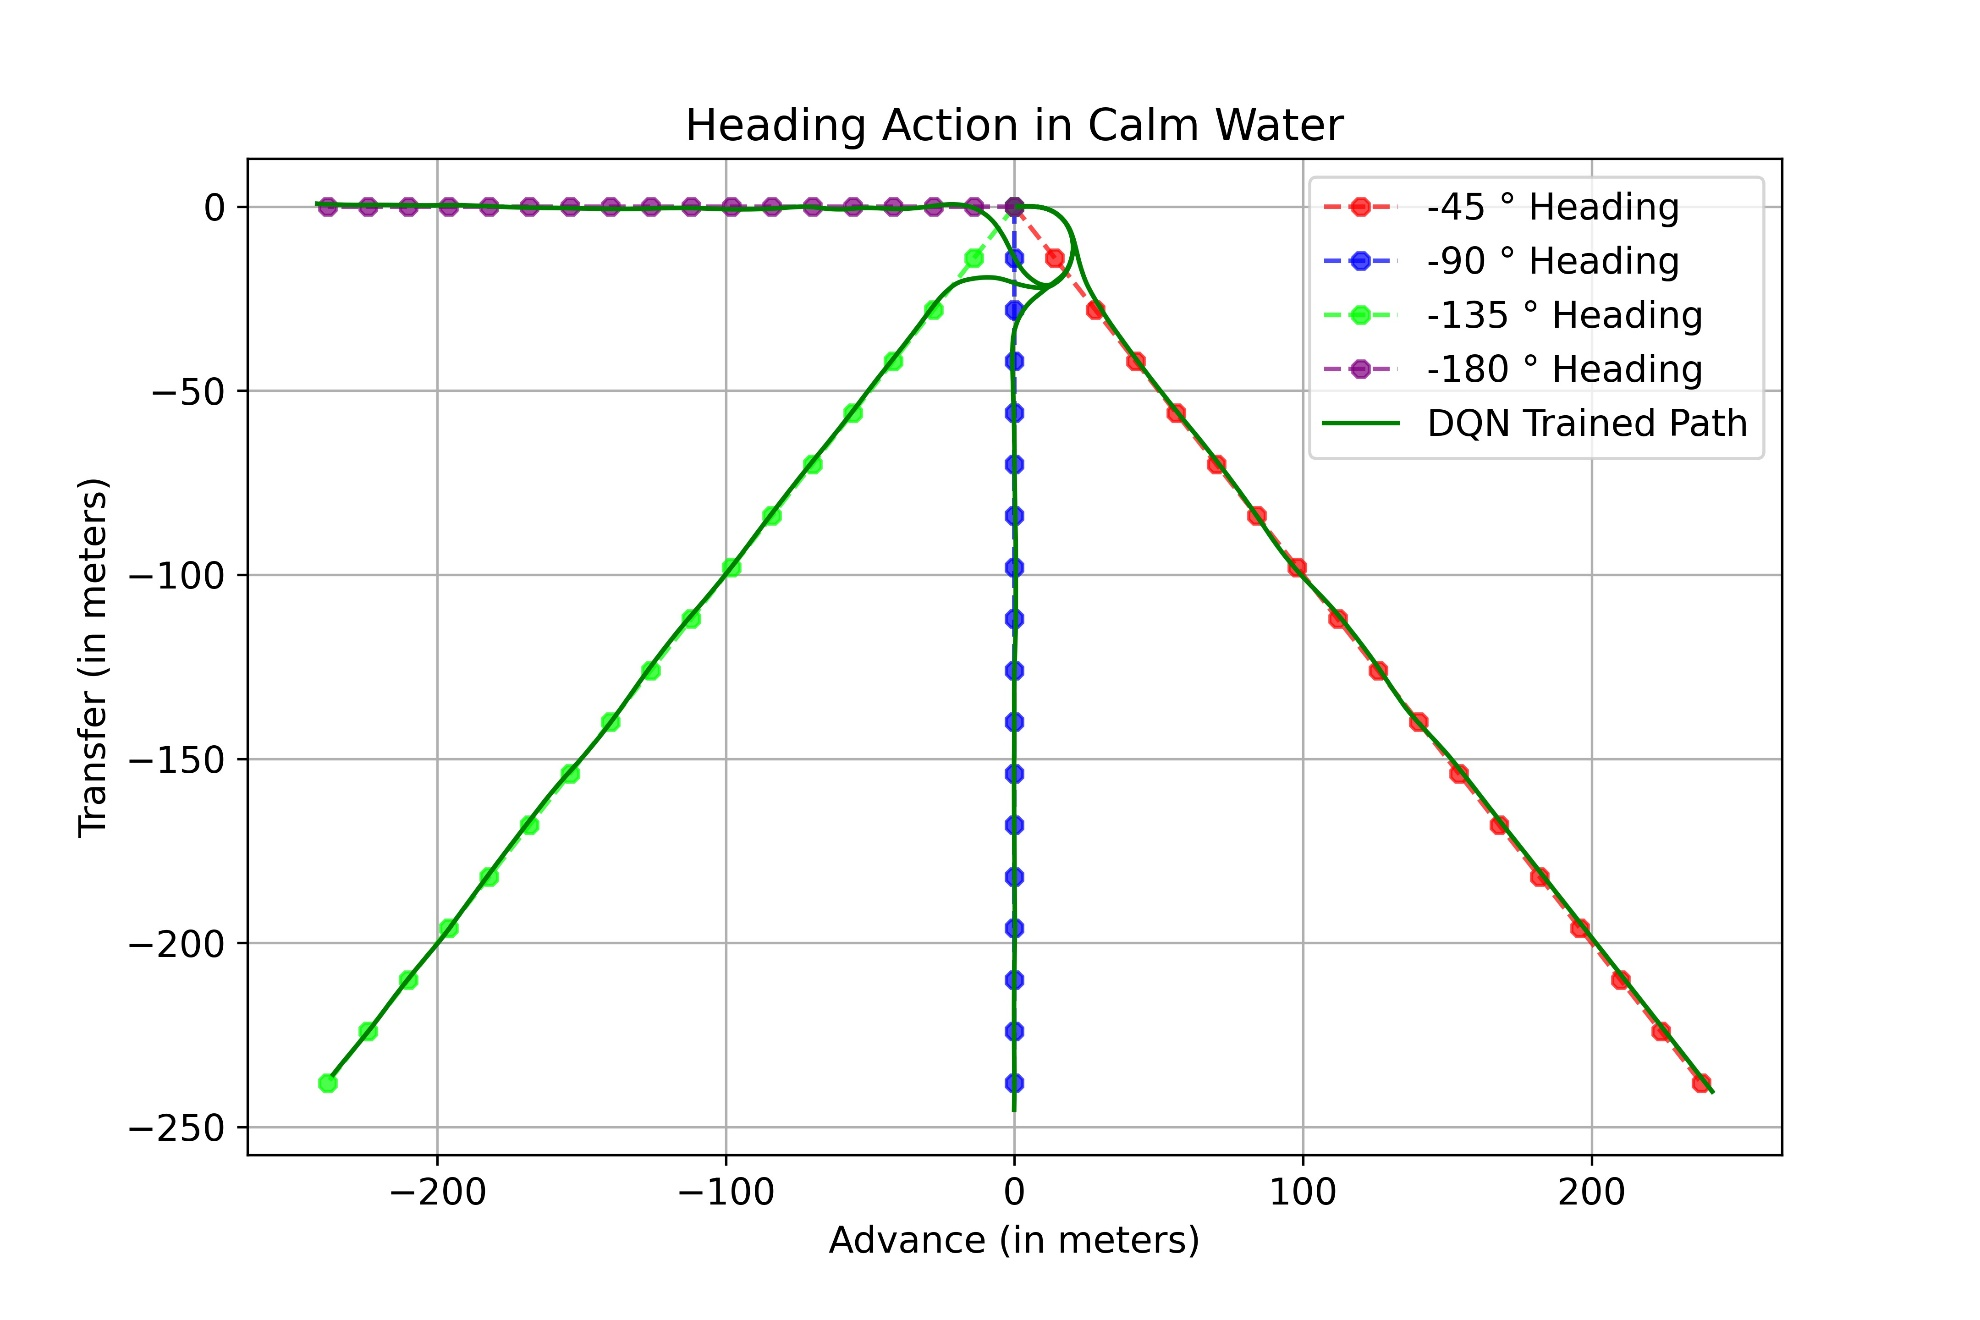 Heading Action in Calm Water
-45 ° Heading
-90 ° Heading
-135 ° Heading
-180 ° Heading
DQN Trained Path
Transfer (in meters)
0
−50
−100
−150
−200
−250
−200 −100 0 100 200
Advance (in meters)